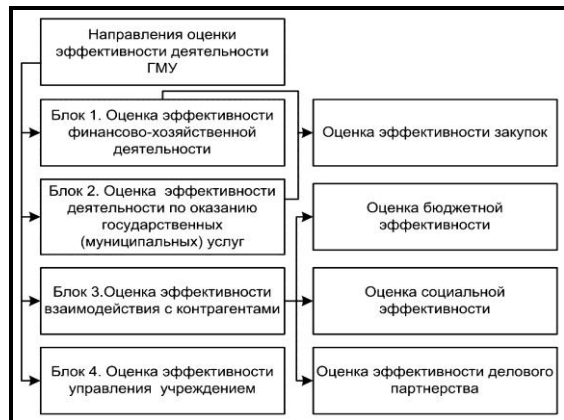 Направления оценки
эффективности деятельности
ГМУ
Блок 1. Оценка эффективности
финансово-хозяйственной
деятельности
Оценка эффективности закупок
Блок 2. Оценка эффективности
деятельности по оказанию
государственных
(муниципальных) услуг
Оценка бюджетной
эффективности
Блок 3.Оценка эффективности
взаимодействия с контрагентами
Оценка социальной
эффективности
Блок 4. Оценка эффективности
управления учреждением
Оценка эффективности делового
партнерства